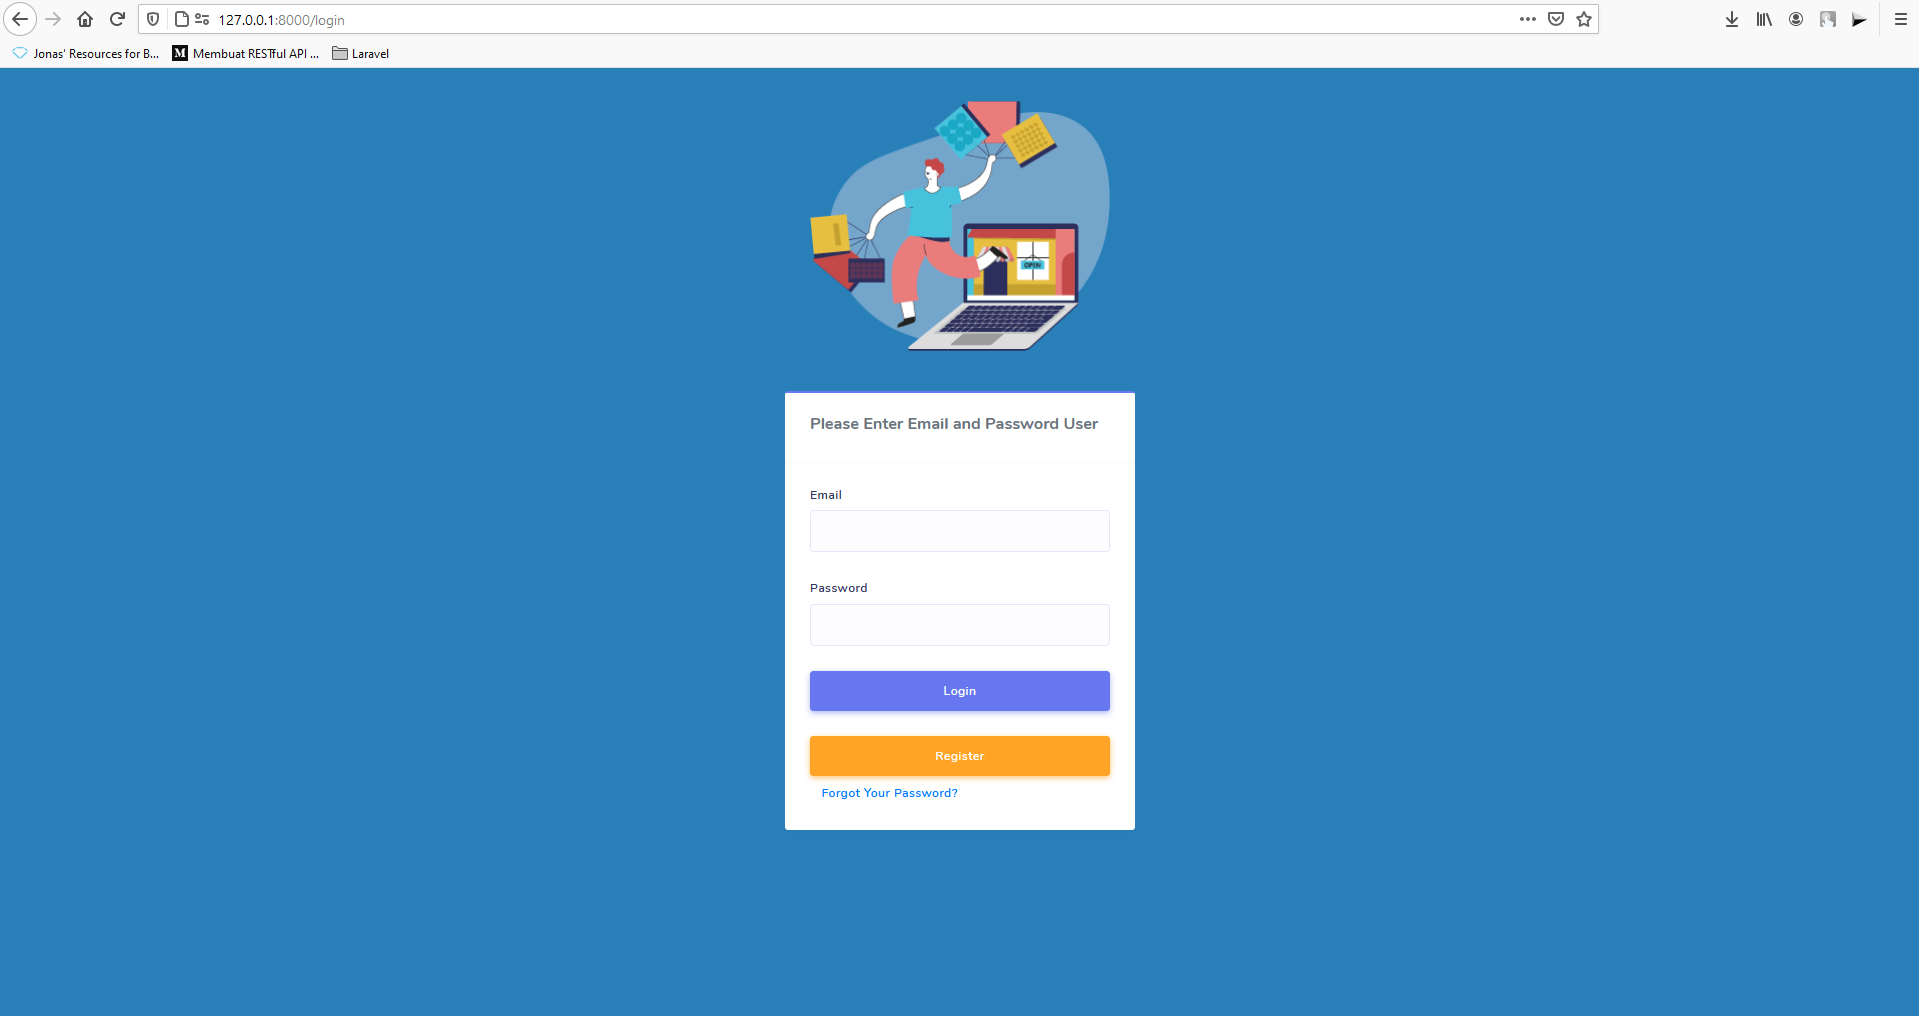 127.0.0.1:8000/login
Jonas' Resources for B... Membuat RESTful API ... Laravel
OPEN
Please Enter Email and Password User
Email
Password
Login
Register
Forgot Your Password?